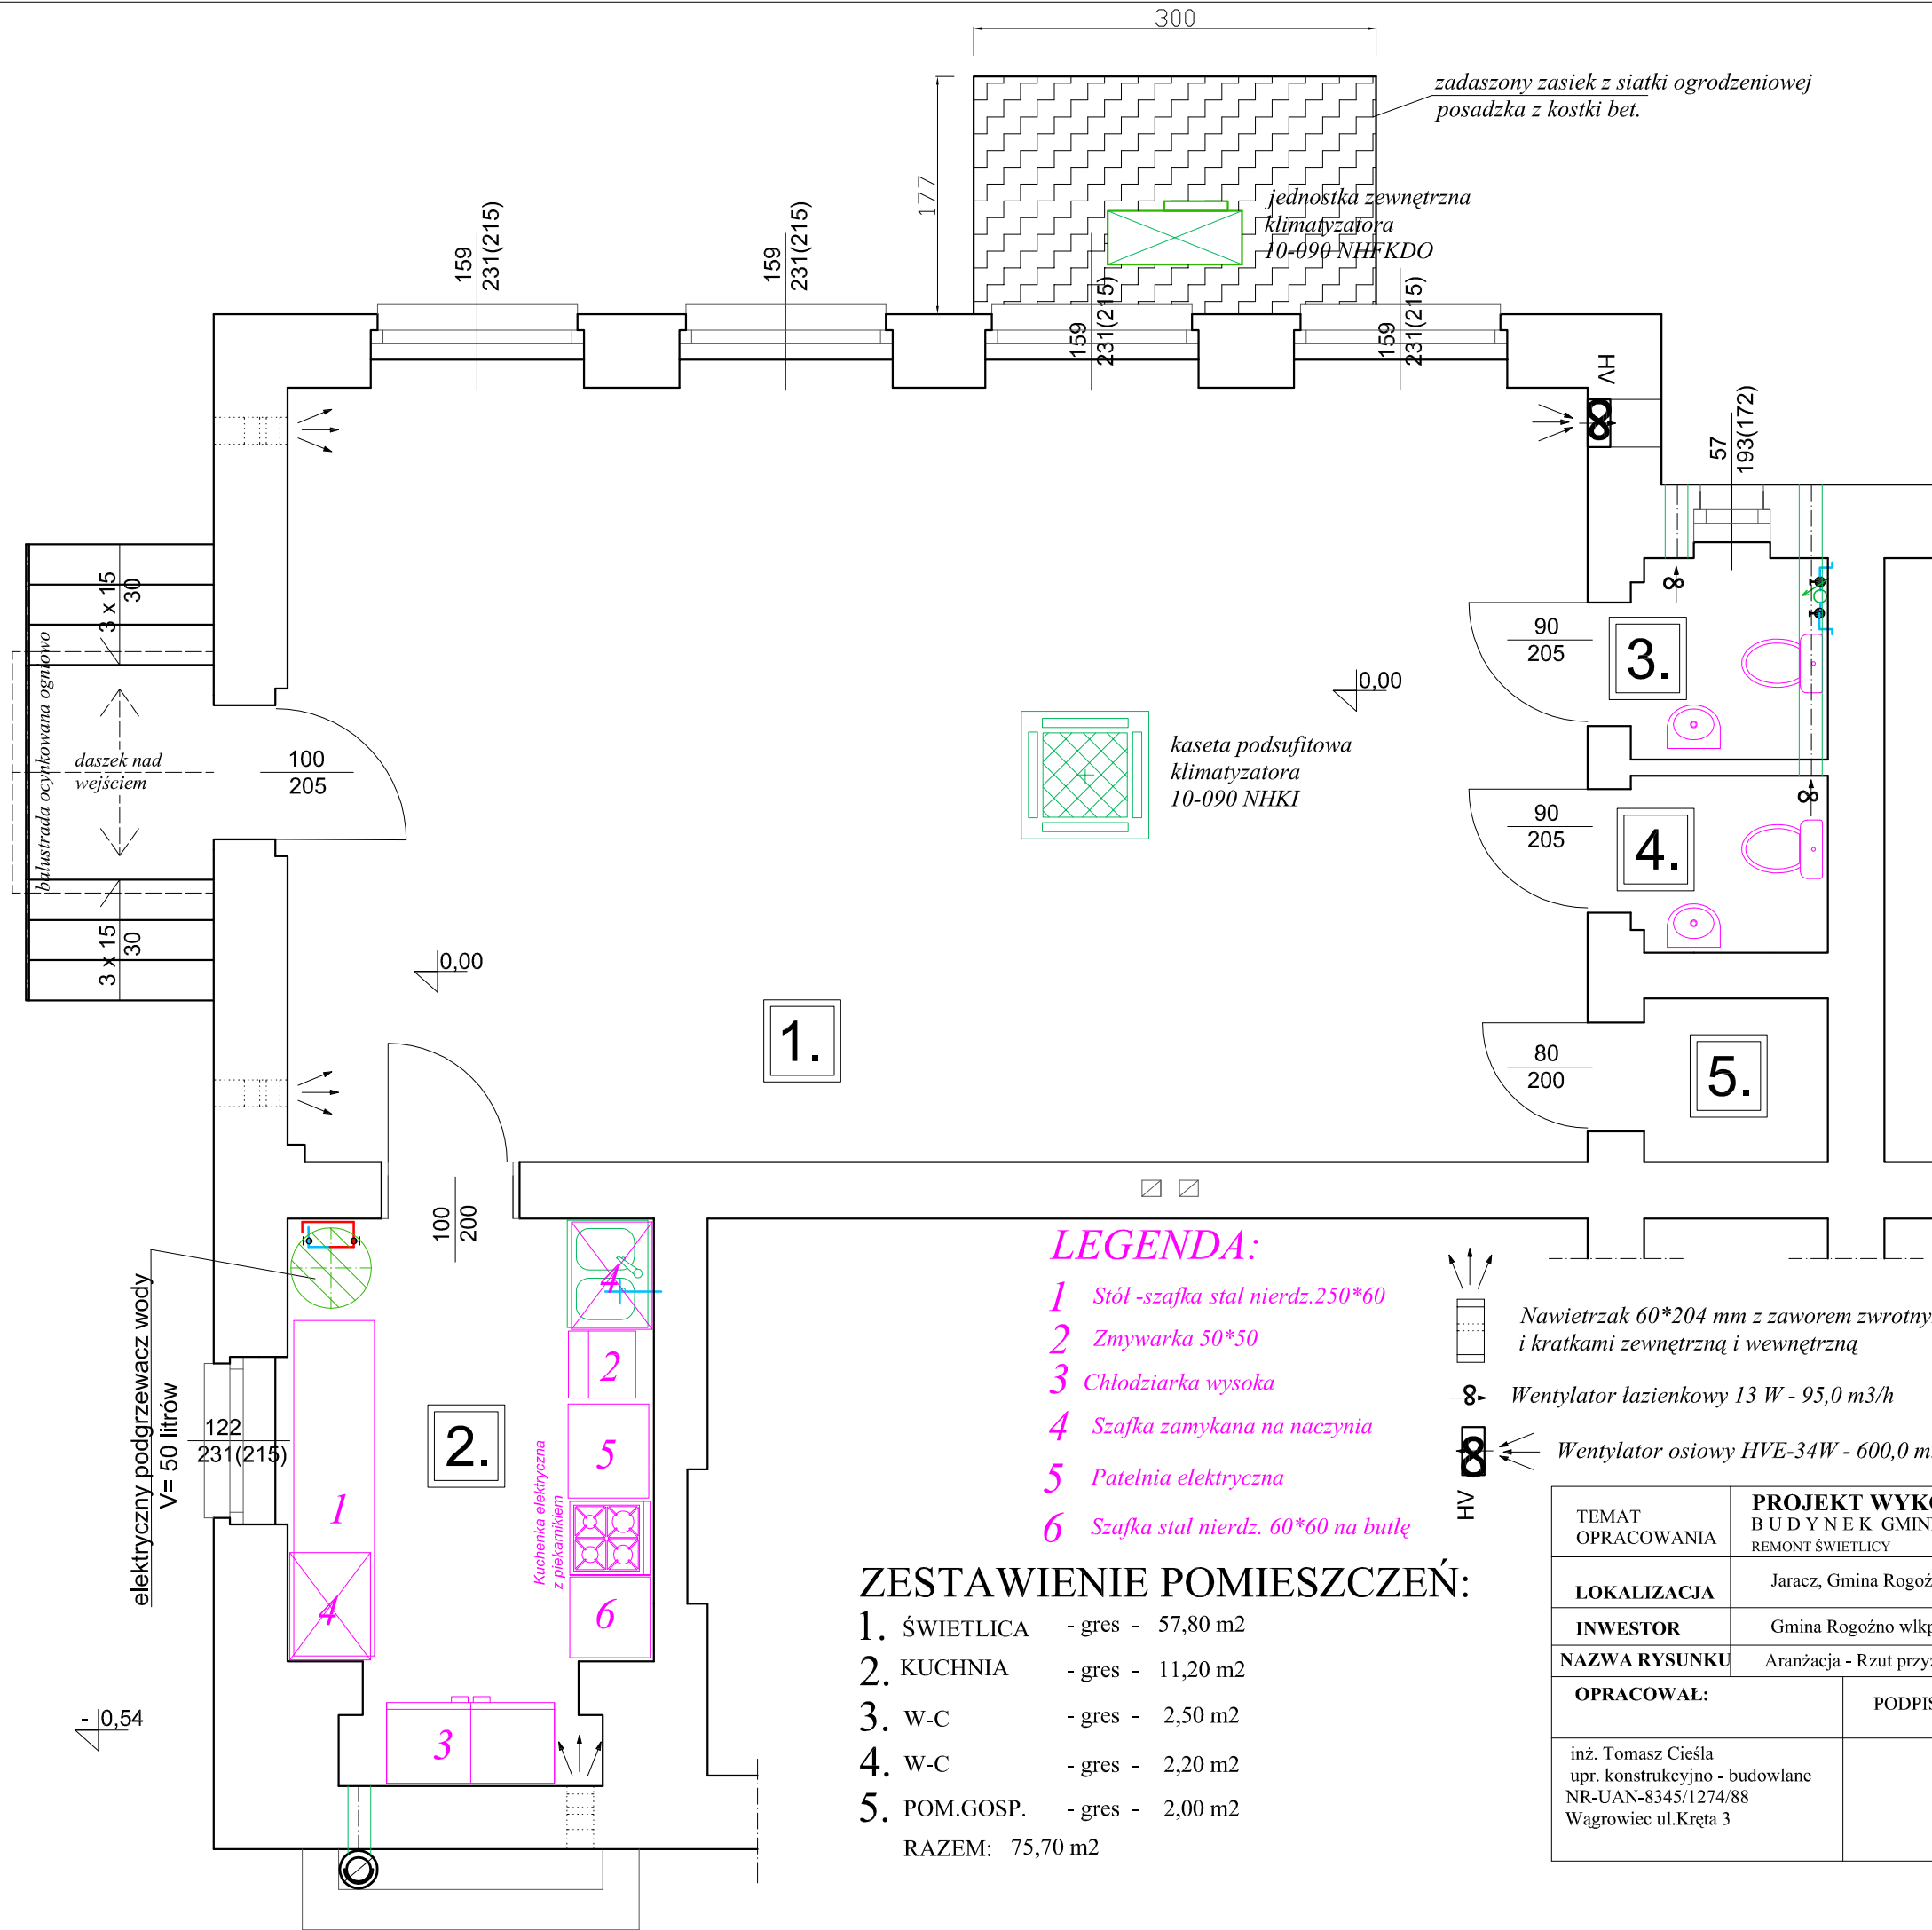 300
zadaszony zasiek z siatki ogrodzeniowej
posadzka z kostki bet.
177
jednostka zewnętrzna
klimatyzatora
10-090 NHFKDO
159
231(215)
159
231(215)
159
231(215)
159
231(215)
HV
57
193(172)
3 x 15
30
balustrada ocynkowana ogniowo
daszek nad
wejściem
100
205
3 x 15
30
0,00
kaseta podsufitowa
klimatyzatora
10-090 NHKI
90
205
3.
90
205
4.
0,00
1.
80
200
5.
100
200
elektryczny podgrzewacz wody
V= 50 litrów
122
231(215)
4
2
5
6
1
4
3
2.
Kuchenka elektryczna
z piekarnikiem
- 0,54
LEGENDA:
1 Stół -szafka stal nierdz.250*60
2 Zmywarka 50*50
3 Chłodziarka wysoka
4 Szafka zamykana na naczynia
5 Patelnia elektryczna
6 Szafka stal nierdz. 60*60 na butlę
Nawietrzak 60*204 mm z zaworem zwrotny
i kratkami zewnętrzną i wewnętrzną
Wentylator łazienkowy 13 W - 95,0 m3/h
Wentylator osiowy HVE-34W - 600,0 m
HV
ZESTAWIENIE POMIESZCZEŃ:
1. ŚWIETLICA - gres - 57,80 m2
2. KUCHNIA - gres - 11,20 m2
3. W-C - gres - 2,50 m2
4. W-C - gres - 2,20 m2
5. POM.GOSP. - gres - 2,00 m2
RAZEM: 75,70 m2
TEMAT
OPRACOWANIA
PROJEKT WYKO
BUDYNEK GMIN
REMONT ŚWIETLICY
LOKALIZACJA Jaracz, Gmina Rogoź
INWESTOR Gmina Rogoźno wlkp
NAZWA RYSUNKU Aranżacja - Rzut przyz
OPRACOWAŁ: PODPIS
inż. Tomasz Cieśla
upr. konstrukcyjno - budowlane
NR-UAN-8345/1274/88
Wągrowiec ul.Kręta 3